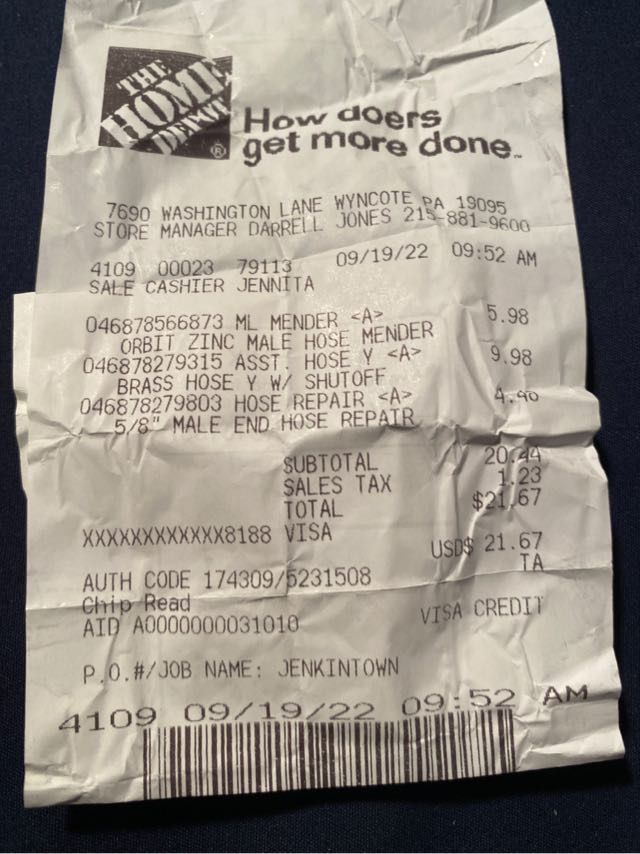 THE
HOME
DEPOT
®
How doers
get more done™
7690 WASHINGTON LANE WYNCOTE PA 19095
STORE MANAGER DARRELL JONES 215-881-9600
4109 00023 79113 09/19/22 09:52 AM
SALE CASHIER JENNITA
046878566873 ML MENDER <A> 5.98
ORBIT ZINC MALE HOSE MENDER
046878279315 ASST. HOSE Y <A> 9.98
BRASS HOSE Y W/ SHUTOFF
046878279803 HOSE REPAIR <A>
5/8" MALE END HOSE REPAIR
SUBTOTAL 20.44
SALES TAX 1.23
TOTAL $21.67
XXXXXXXXXXXX8188 VISA
USD$ 21.67
TA
AUTH CODE 174309/5231508
Chip Read
AID A0000000031010 VISA CREDIT
P.O.#/JOB NAME: JENKINTOWN
4109 09/19/22 09:52 AM